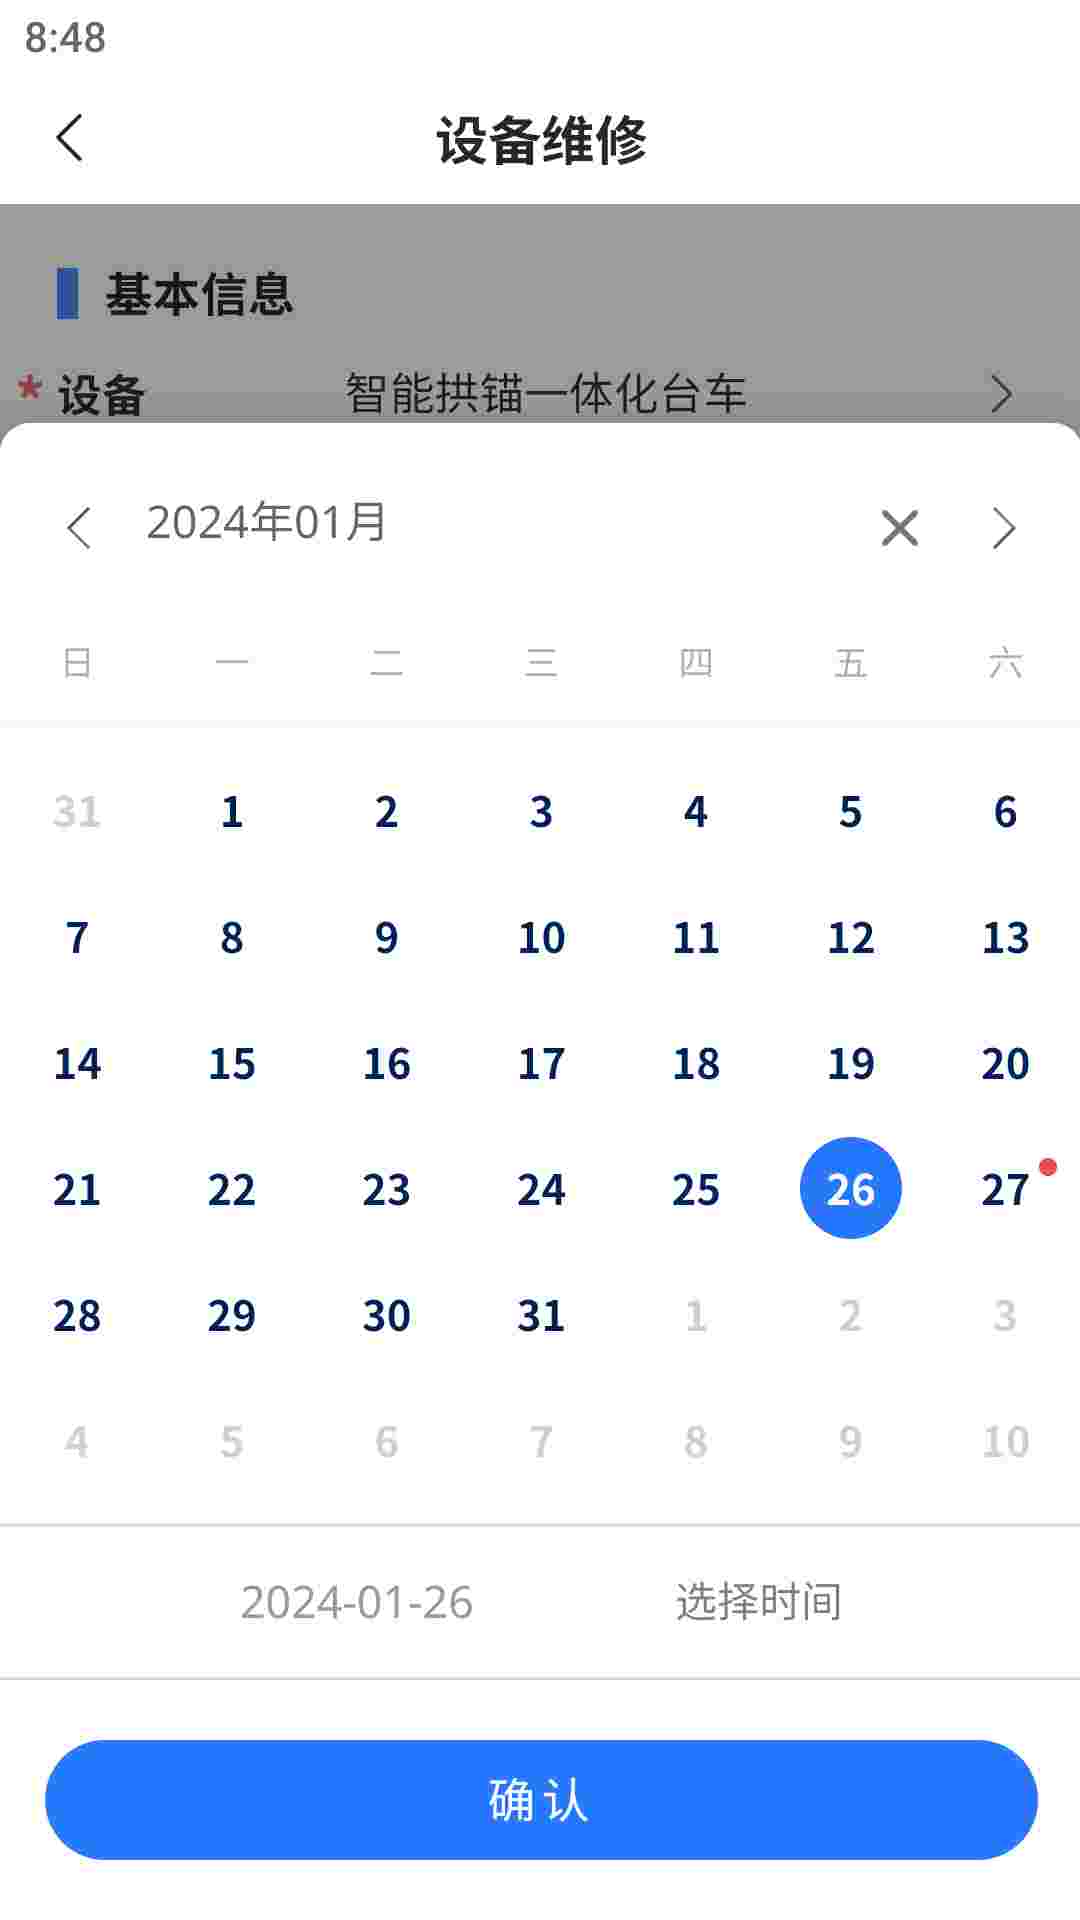 8:48
设备维修
基本信息
* 设备 智能拱锚一体化台车
2024年01月
日 一 二 三 四 五 六
31 1 2 3 4 5 6
7 8 9 10 11 12 13
14 15 16 17 18 19 20
21 22 23 24 25 26 27
28 29 30 31 1 2 3
4 5 6 7 8 9 10
2024-01-26 选择时间
确认